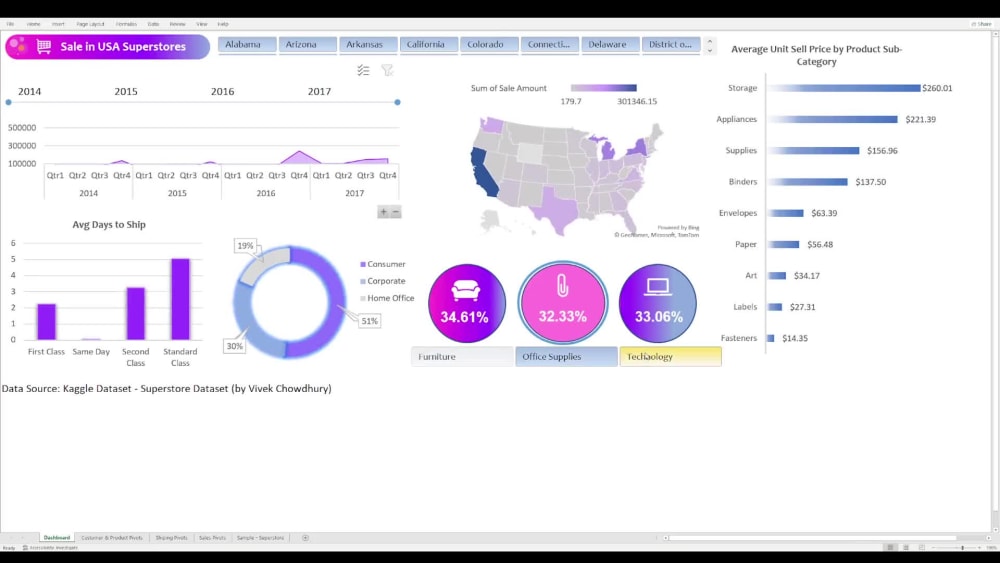 File Home Insert Page Layout Formulas Data Review View Help Share
Sale in USA Superstores
Alabama Arizona Arkansas California Colorado Connecti... Delaware District o...
2014 2015 2016 2017
500000
300000
100000
Qtr1 Qtr2 Qtr3 Qtr4 Qtr1 Qtr2 Qtr3 Qtr4 Qtr1 Qtr2 Qtr3 Qtr4 Qtr1 Qtr2 Qtr3 Qtr4
2014 2015 2016 2017
Avg Days to Ship
6
5
4
3
2
1
0
First Class Same Day Second Class Standard Class
19%
51%
30%
Consumer
Corporate
Home Office
Sum of Sale Amount
179.7 301346.15
Powered by Bing
© GeoNames, Microsoft, TomTom
34.61% 32.33% 33.06%
Furniture Office Supplies Technology
Average Unit Sell Price by Product Sub-
Category
Storage $260.01
Appliances $221.39
Supplies $156.96
Binders $137.50
Envelopes $63.39
Paper $56.48
Art $34.17
Labels $27.31
Fasteners $14.35
Data Source: Kaggle Dataset - Superstore Dataset (by Vivek Chowdhury)
Dashboard Customer & Product Pivots Shiping Pivots Sales Pivots Sample - Superstore
Ready Accessibility: Investigate